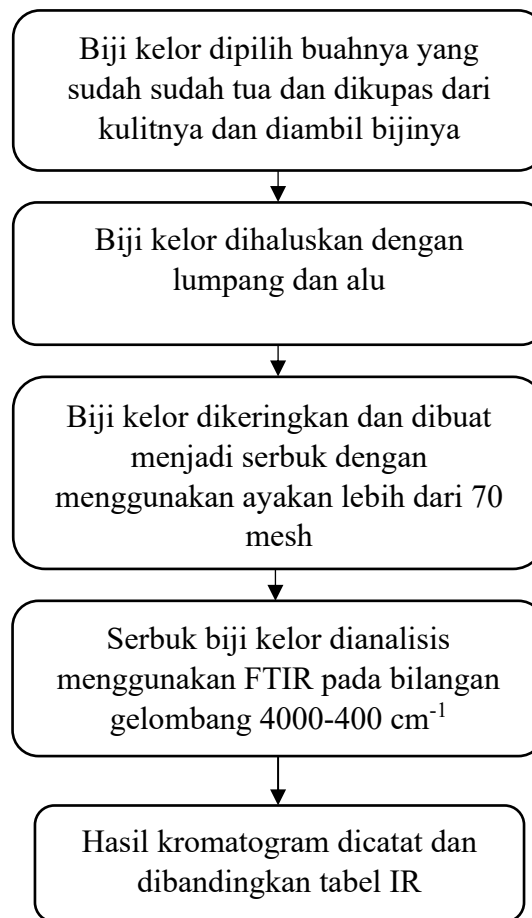 Biji kelor dipilih buahnya yang
sudah sudah tua dan dikupas dari
kulitnya dan diambil bijinya
Biji kelor dihaluskan dengan
lumpang dan alu
Biji kelor dikeringkan dan dibuat
menjadi serbuk dengan
menggunakan ayakan lebih dari 70
mesh
Serbuk biji kelor dianalisis
menggunakan FTIR pada bilangan
gelombang 4000-400 cm⁻¹
Hasil kromatogram dicatat dan
dibandingkan tabel IR